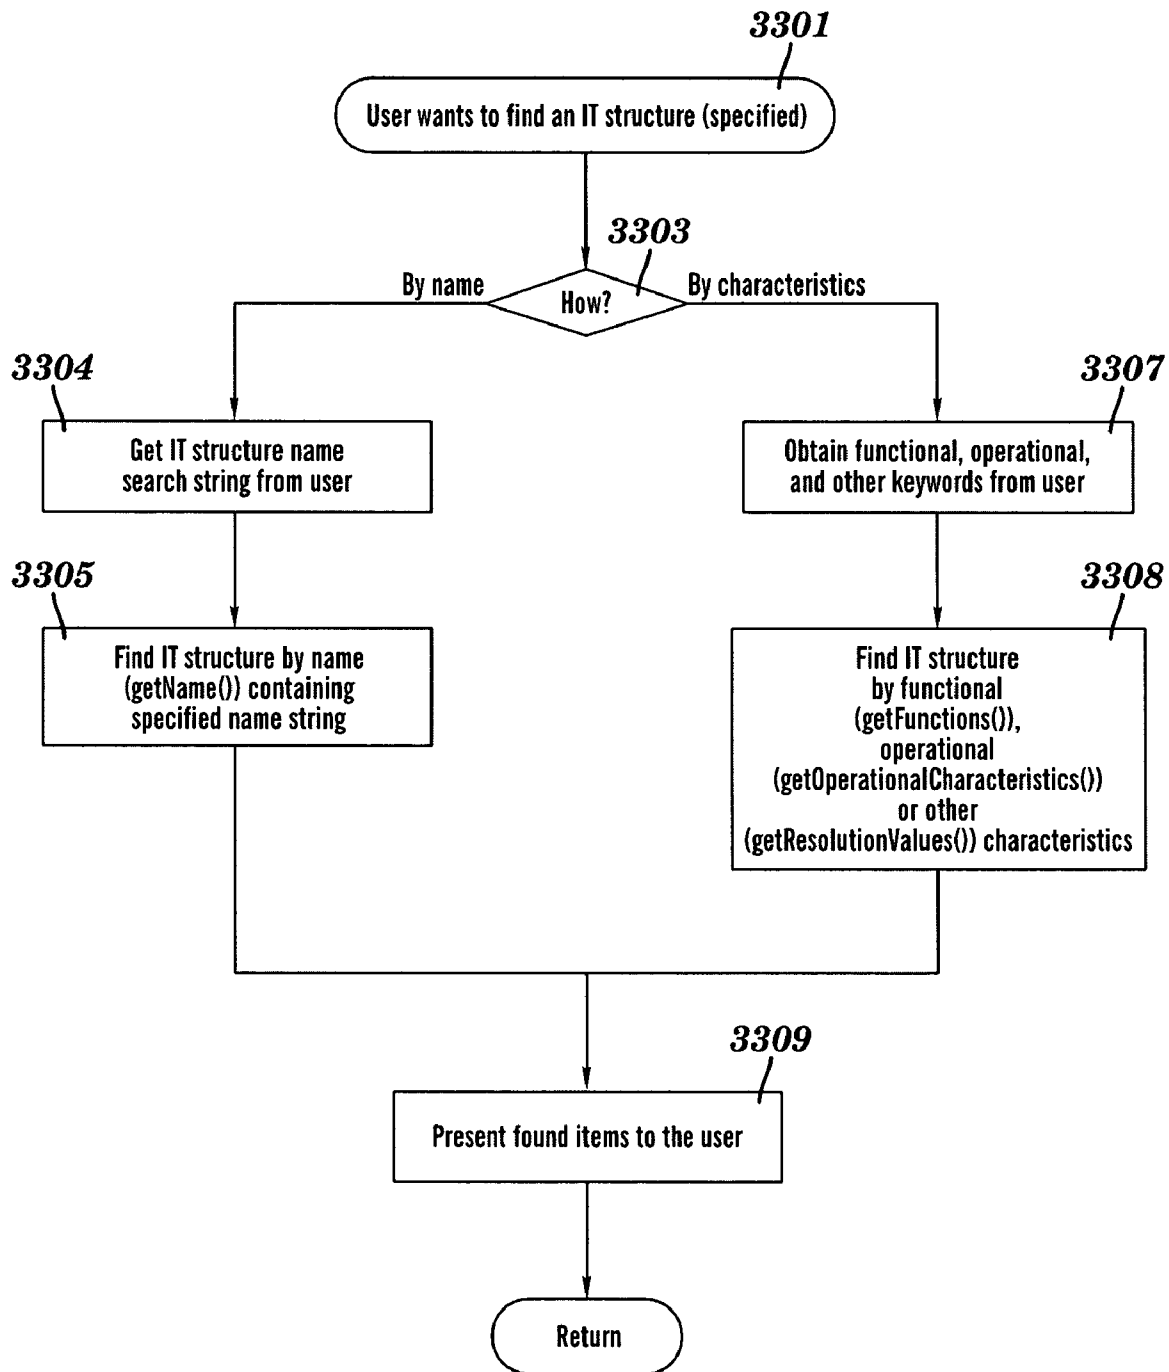 3301
User wants to find an IT structure (specified)
3303
By name
How?
By characteristics
3304
Get IT structure name
search string from user
3307
Obtain functional, operational,
and other keywords from user
3305
Find IT structure by name
(getName()) containing
specified name string
3308
Find IT structure
by functional
(getFunctions()),
operational
(getOperationalCharacteristics())
or other
(getResolutionValues()) characteristics
3309
Present found items to the user
Return